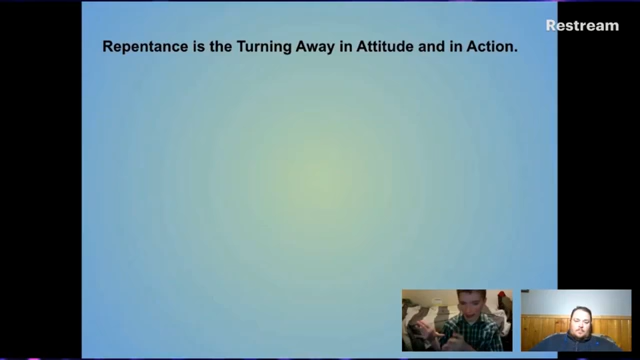 Restream
Repentance is the Turning Away in Attitude and in Action.